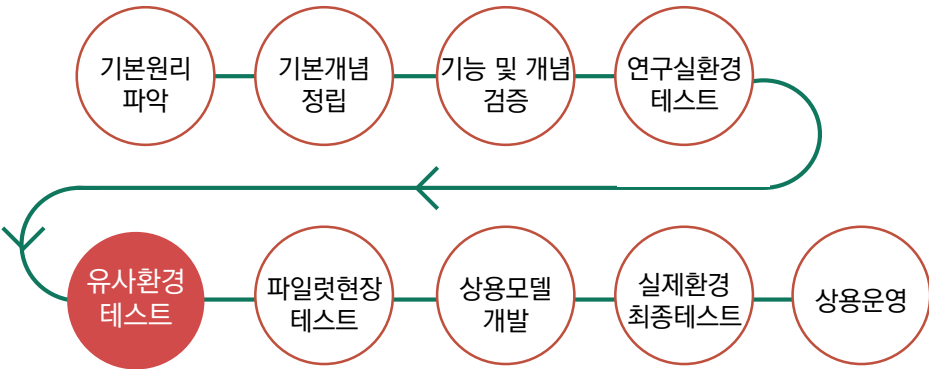 기본원리
파악
기본개념
정립
기능 및 개념
검증
연구실환경
테스트
유사환경
테스트
파일럿현장
테스트
상용모델
개발
실제환경
최종테스트
상용운영